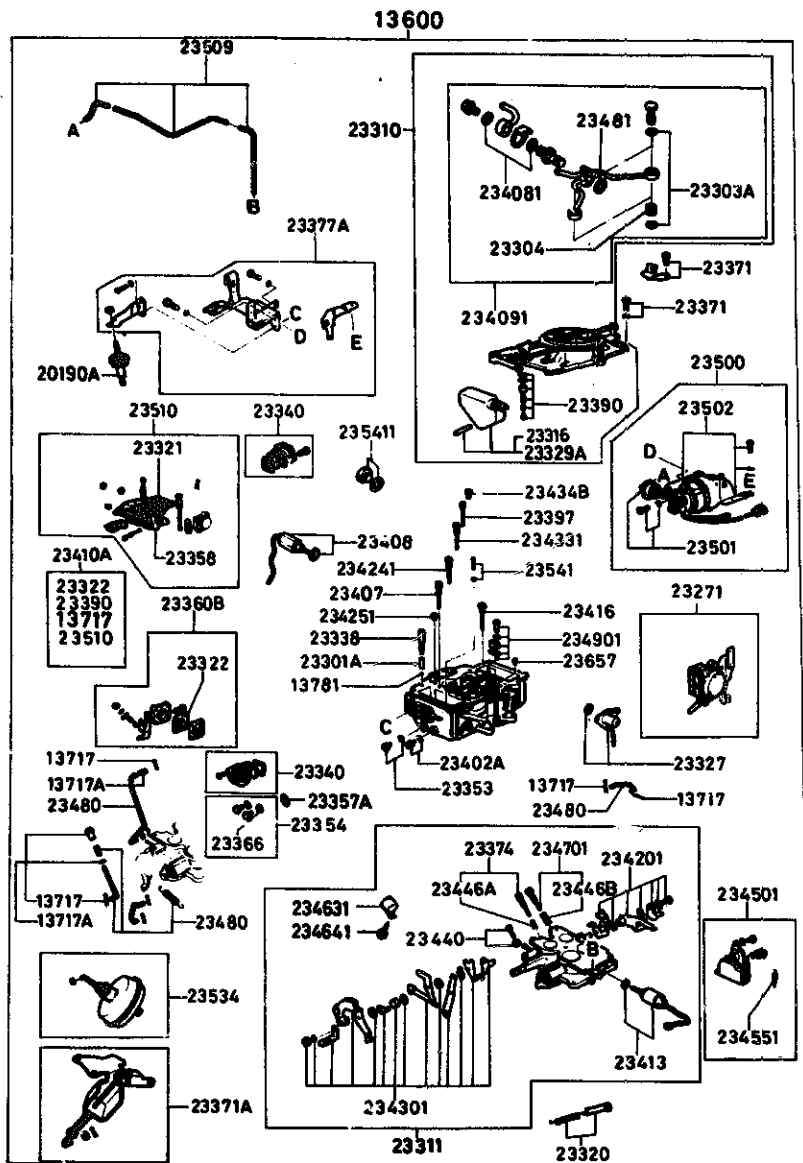 13600
23509
A
B
23310
23481
234081
23303A
23304
23371
23371
234091
23377A
C
D
E
20190A
23390
23316
23329A
23500
23502
D
A
E
23501
23510
23321
23358
23340
235411
23434B
23397
234331
23408
23541
234241
23407
234251
23416
23338
234901
23301A
23657
13781
C
23402A
23353
23271
23410A
23322
23390
13717
23510
23360B
23322
13717
13717A
23480
23340
23357A
23354
23366
23327
13717
23480
13717
13717
13717A
23480
23374
234701
234201
23446A
23446B
234631
234641
23440
B
234501
234551
23413
234301
23311
23534
23371A
23320